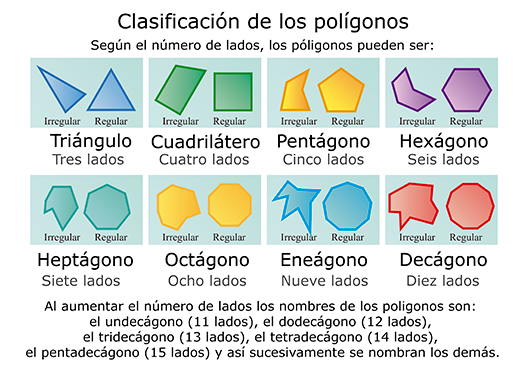 Clasificación de los polígonos
Según el número de lados, los póligonos pueden ser:
Irregular Regular
Triángulo
Tres lados
Irregular Regular
Cuadrilátero
Cuatro lados
Irregular Regular
Pentágono
Cinco lados
Irregular Regular
Hexágono
Seis lados
Irregular Regular
Heptágono
Siete lados
Irregular Regular
Octágono
Ocho lados
Irregular Regular
Eneágono
Nueve lados
Irregular Regular
Decágono
Diez lados
Al aumentar el número de lados los nombres de los poligonos son:
el undecágono (11 lados), el dodecágono (12 lados),
el tridecágono (13 lados), el tetradecágono (14 lados),
el pentadecágono (15 lados) y así sucesivamente se nombran los demás.